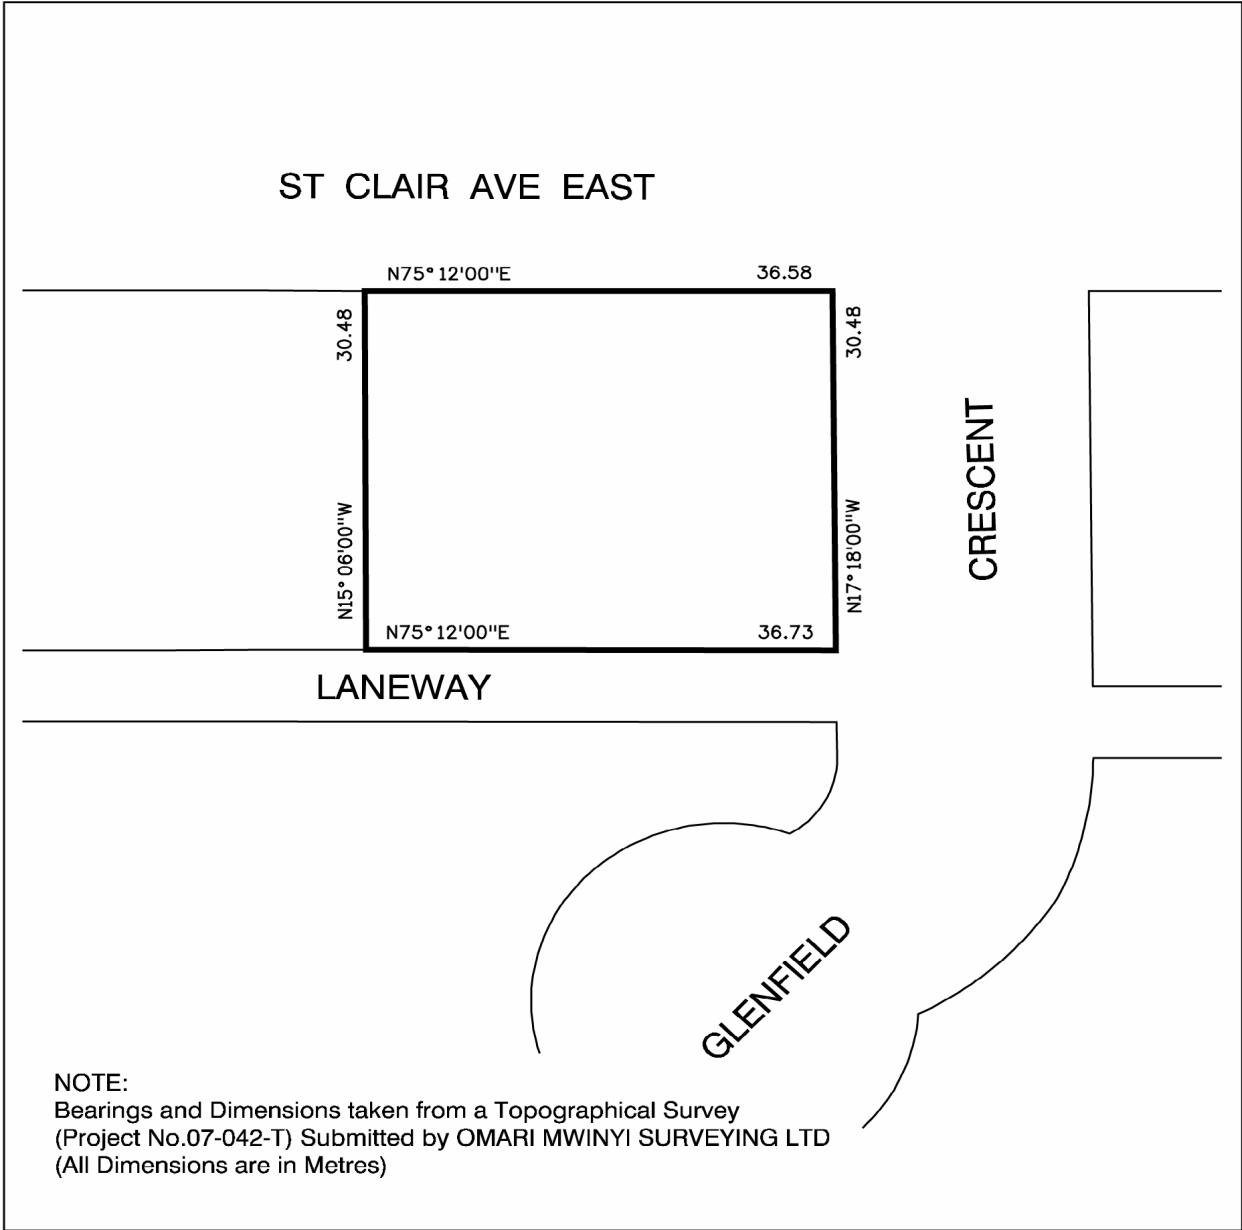 ST CLAIR AVE EAST
N75°12'00"E 36.58
30.48
30.48
CRESCENT
N15°06'00"W
N17°18'00"W
N75°12'00"E 36.73
LANEWAY
GLENFIELD
NOTE:
Bearings and Dimensions taken from a Topographical Survey
(Project No.07-042-T) Submitted by OMARI MWINYI SURVEYING LTD
(All Dimensions are in Metres)